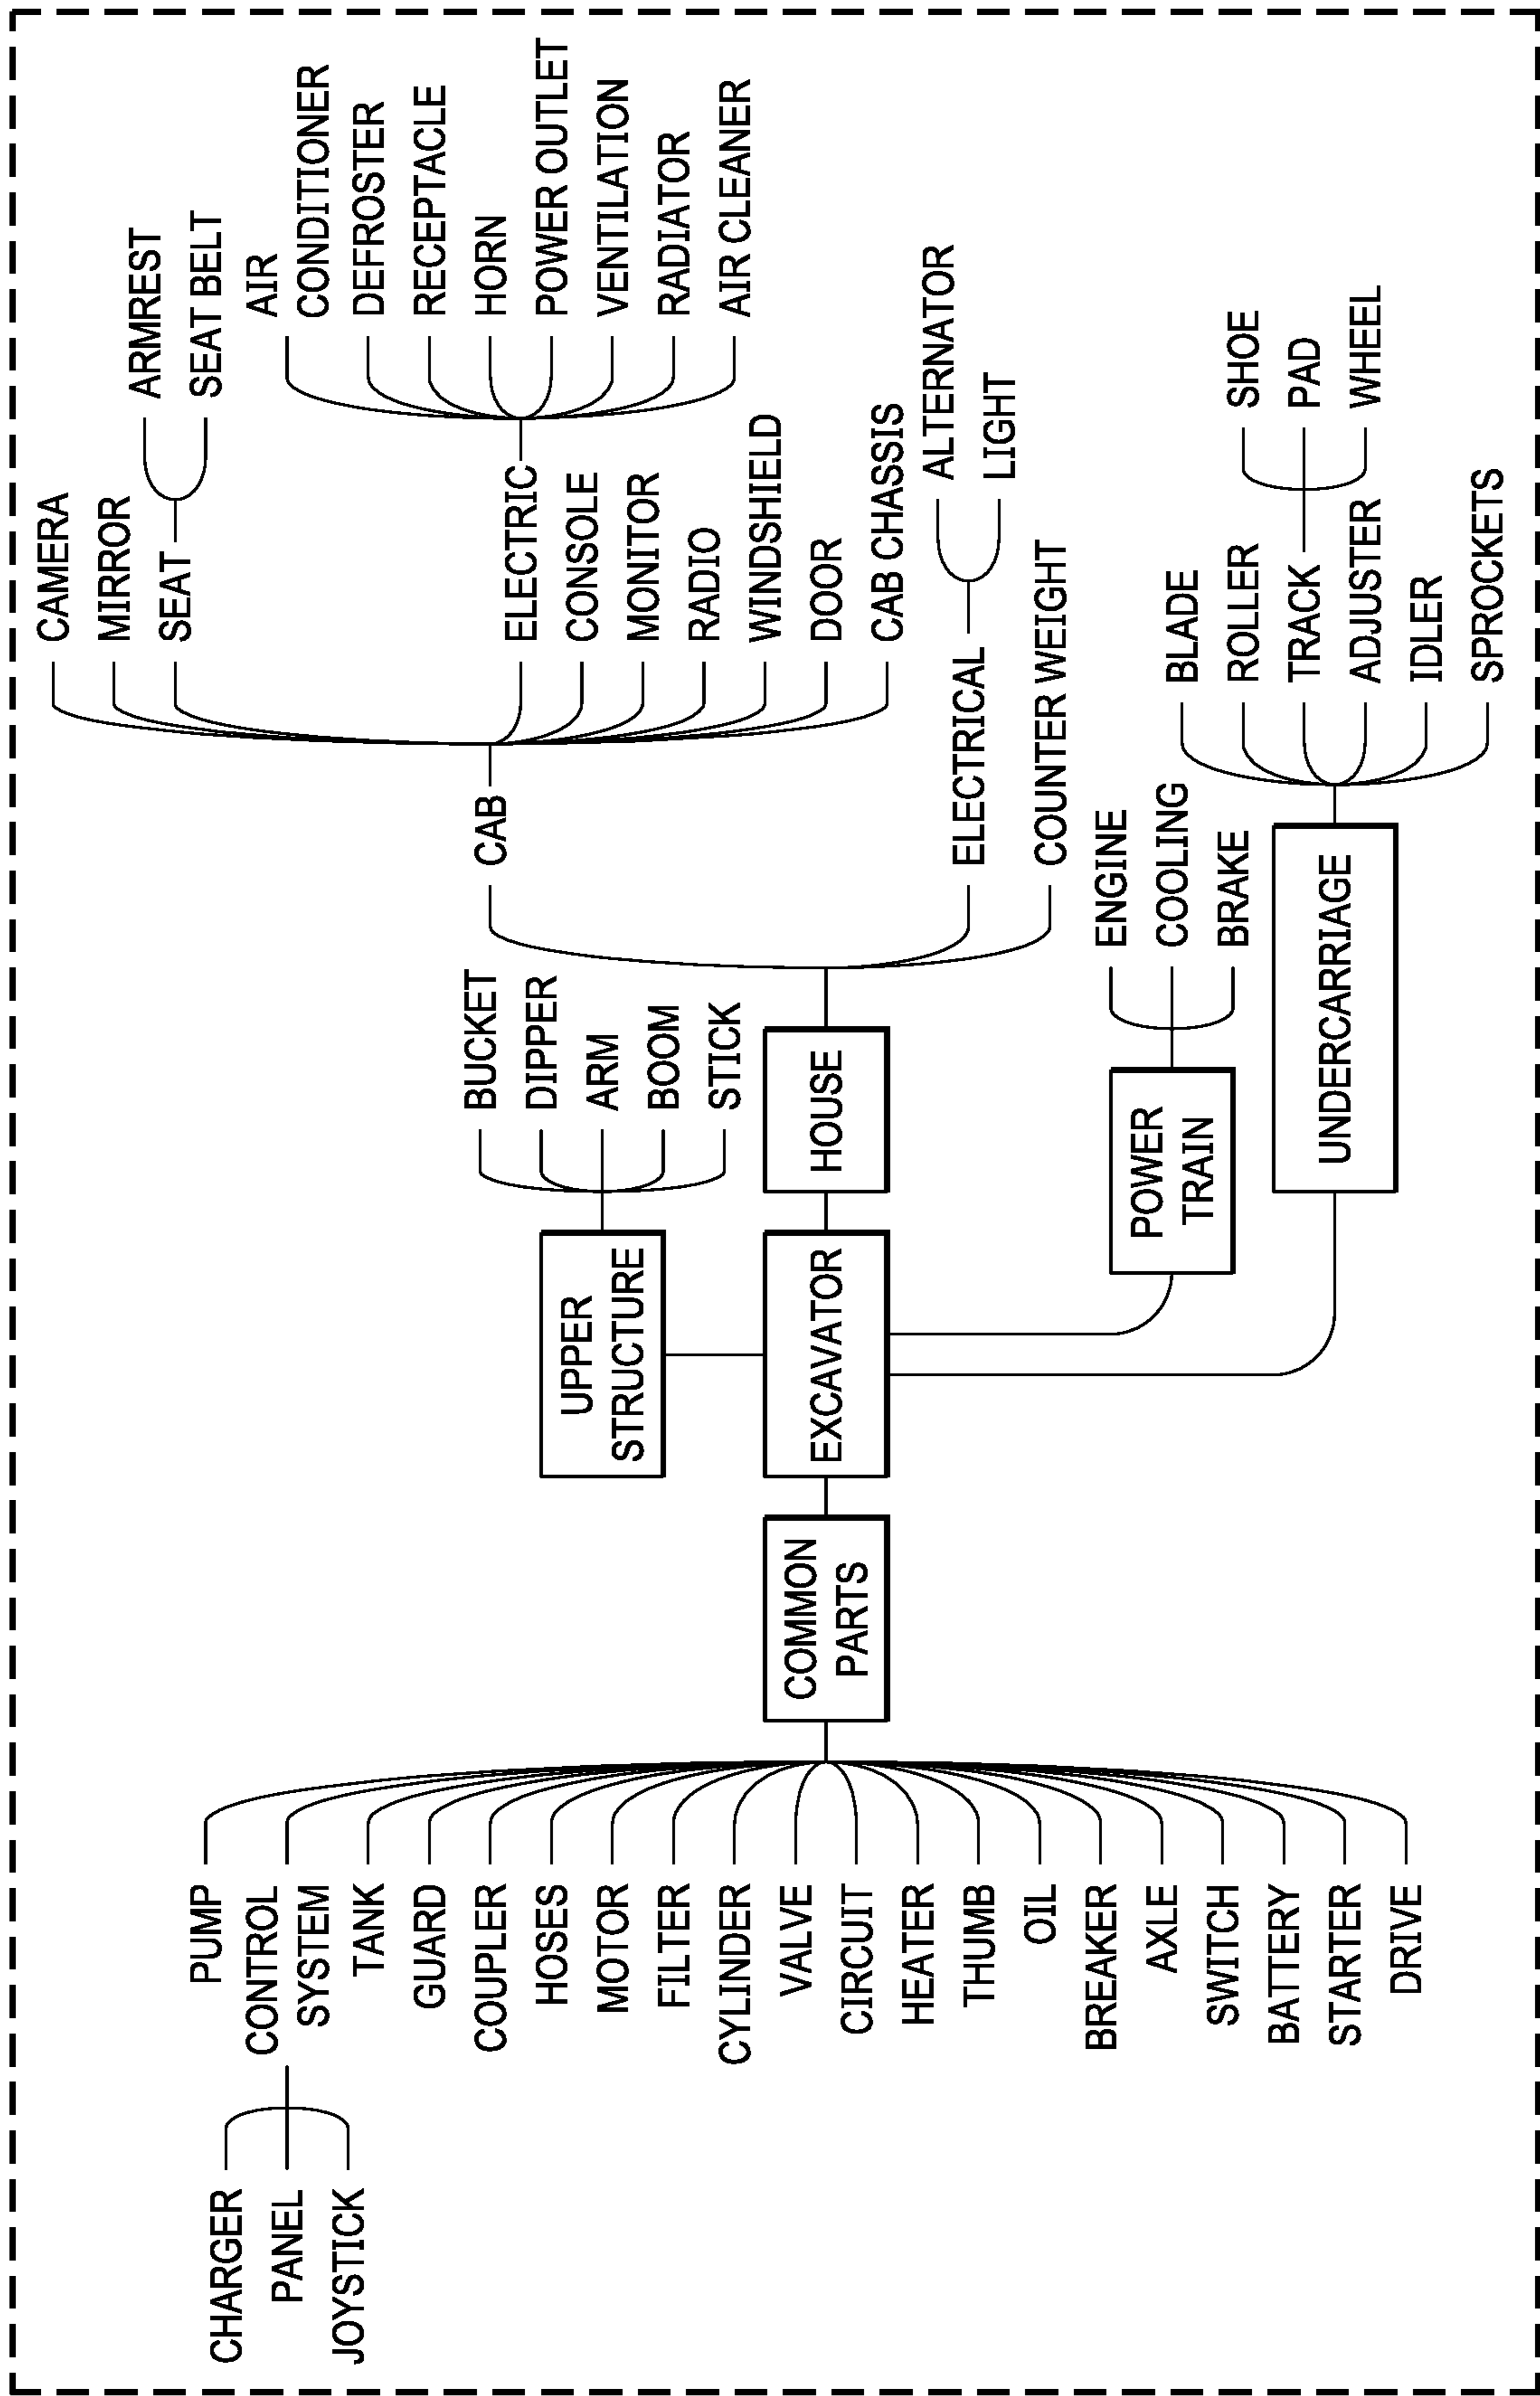 CHARGER
PANEL
JOYSTICK
PUMP
CONTROL
SYSTEM
TANK
GUARD
COUPLER
HOSES
MOTOR
FILTER
CYLINDER
VALVE
CIRCUIT
HEATER
THUMB
OIL
BREAKER
AXLE
SWITCH
BATTERY
STARTER
DRIVE
COMMON
PARTS
EXCAVATOR
UPPER
STRUCTURE
BUCKET
DIPPER
ARM
BOOM
STICK
HOUSE
CAB
CAMERA
MIRROR
SEAT
ARMREST
SEAT BELT
ELECTRIC
AIR
CONDITIONER
DEFROSTER
RECEPTACLE
HORN
POWER OUTLET
VENTILATION
RADIATOR
AIR CLEANER
CONSOLE
MONITOR
RADIO
WINDSHIELD
DOOR
CAB CHASSIS
ELECTRICAL
ALTERNATOR
LIGHT
COUNTER WEIGHT
POWER
TRAIN
ENGINE
COOLING
BRAKE
UNDERCARRIAGE
BLADE
ROLLER
TRACK
SHOE
PAD
WHEEL
ADJUSTER
IDLER
SPROCKETS